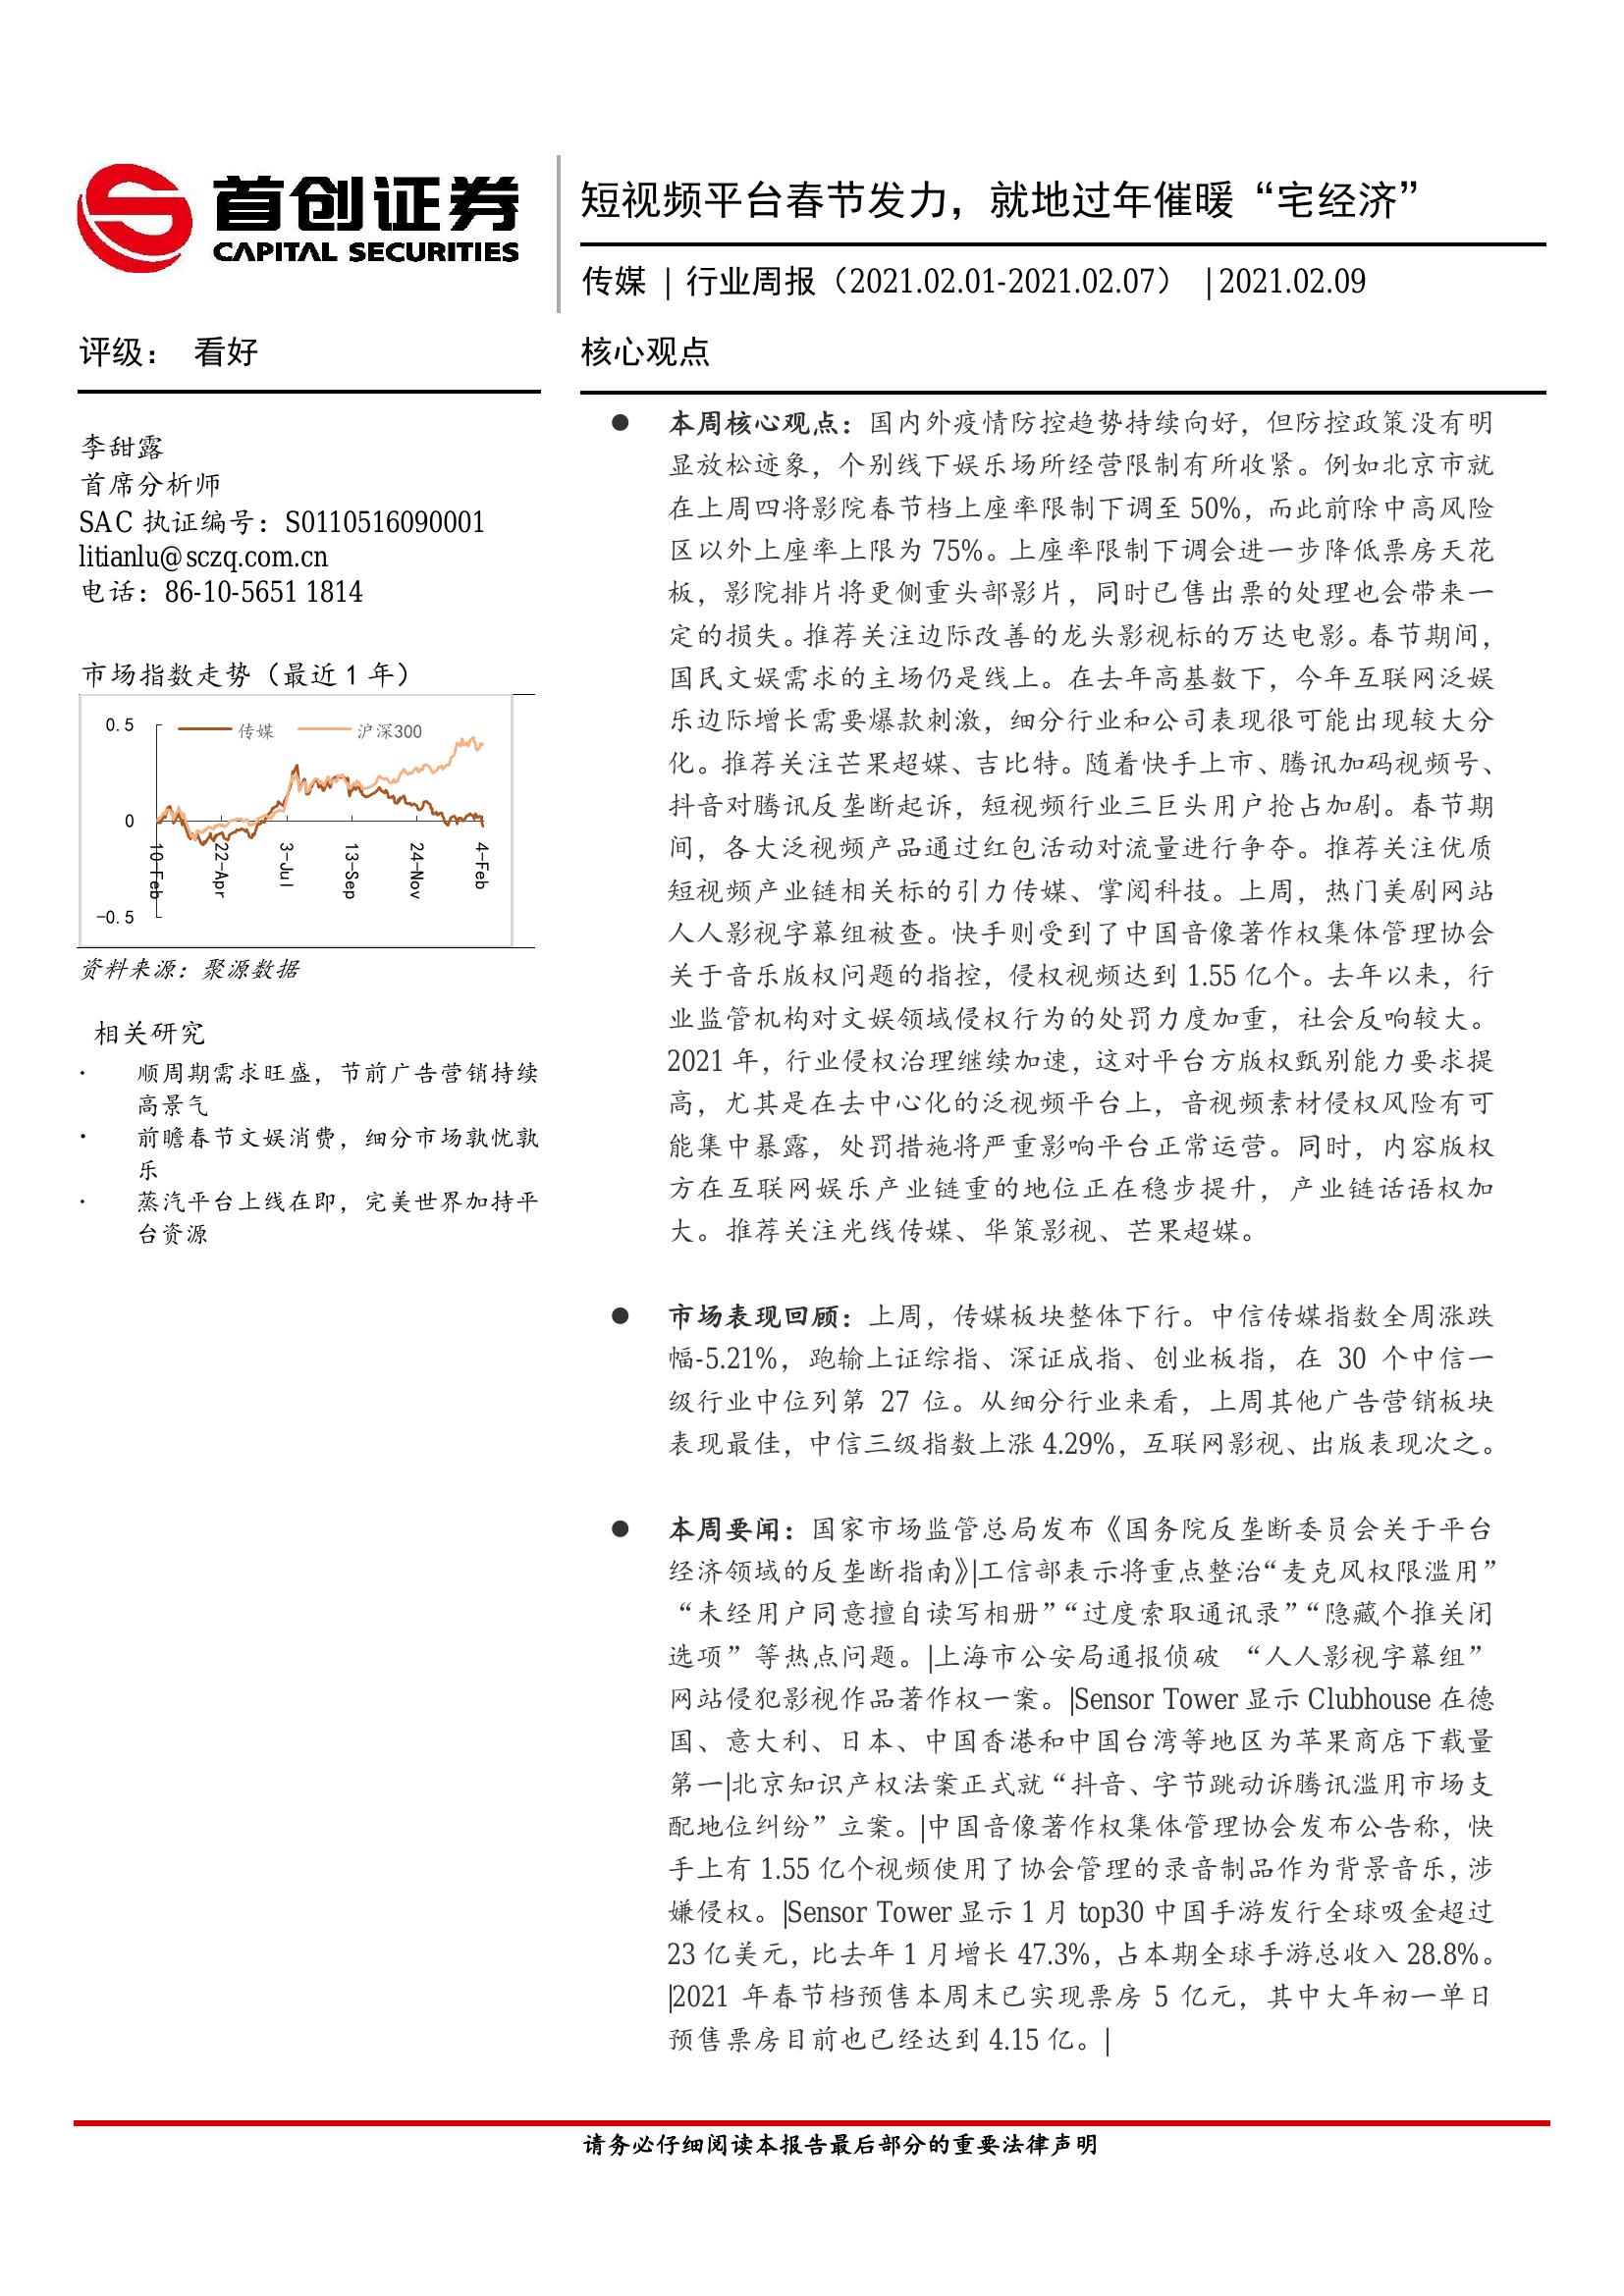 首创证券
CAPITAL SECURITIES
短视频平台春节发力，就地过年催暖“宅经济”
传媒 | 行业周报（2021.02.01-2021.02.07） | 2021.02.09
评级： 看好
李甜露
首席分析师
SAC 执证编号：S0110516090001
litianlu@sczq.com.cn
电话：86-10-5651 1814
市场指数走势（最近 1 年）
传媒 沪深300
0.5
0
-0.5
10-Feb 22-Apr 3-Jul 13-Sep 24-Nov 4-Feb
资料来源：聚源数据
相关研究
· 顺周期需求旺盛，节前广告营销持续
高景气
· 前瞻春节文娱消费，细分市场孰忧孰
乐
· 蒸汽平台上线在即，完美世界加持平
台资源
核心观点
● 本周核心观点：国内外疫情防控趋势持续向好，但防控政策没有明
显放松迹象，个别线下娱乐场所经营限制有所收紧。例如北京市就
在上周四将影院春节档上座率限制下调至 50%，而此前除中高风险
区以外上座率上限为 75%。上座率限制下调会进一步降低票房天花
板，影院排片将更侧重头部影片，同时已售出票的处理也会带来一
定的损失。推荐关注边际改善的龙头影视标的万达电影。春节期间，
国民文娱需求的主场仍是线上。在去年高基数下，今年互联网泛娱
乐边际增长需要爆款刺激，细分行业和公司表现很可能出现较大分
化。推荐关注芒果超媒、吉比特。随着快手上市、腾讯加码视频号、
抖音对腾讯反垄断起诉，短视频行业三巨头用户抢占加剧。春节期
间，各大泛视频产品通过红包活动对流量进行争夺。推荐关注优质
短视频产业链相关标的引力传媒、掌阅科技。上周，热门美剧网站
人人影视字幕组被查。快手则受到了中国音像著作权集体管理协会
关于音乐版权问题的指控，侵权视频达到 1.55 亿个。去年以来，行
业监管机构对文娱领域侵权行为的处罚力度加重，社会反响较大。
2021 年，行业侵权治理继续加速，这对平台方版权甄别能力要求提
高，尤其是在去中心化的泛视频平台上，音视频素材侵权风险有可
能集中暴露，处罚措施将严重影响平台正常运营。同时，内容版权
方在互联网娱乐产业链重的地位正在稳步提升，产业链话语权加
大。推荐关注光线传媒、华策影视、芒果超媒。
● 市场表现回顾：上周，传媒板块整体下行。中信传媒指数全周涨跌
幅-5.21%，跑输上证综指、深证成指、创业板指，在 30 个中信一
级行业中位列第 27 位。从细分行业来看，上周其他广告营销板块
表现最佳，中信三级指数上涨 4.29%，互联网影视、出版表现次之。
● 本周要闻：国家市场监管总局发布《国务院反垄断委员会关于平台
经济领域的反垄断指南》|工信部表示将重点整治“麦克风权限滥用”
“未经用户同意擅自读写相册”“过度索取通讯录”“隐藏个推关闭
选项”等热点问题。|上海市公安局通报侦破 “人人影视字幕组”
网站侵犯影视作品著作权一案。|Sensor Tower 显示 Clubhouse 在德
国、意大利、日本、中国香港和中国台湾等地区为苹果商店下载量
第一|北京知识产权法案正式就“抖音、字节跳动诉腾讯滥用市场支
配地位纠纷”立案。|中国音像著作权集体管理协会发布公告称，快
手上有 1.55 亿个视频使用了协会管理的录音制品作为背景音乐，涉
嫌侵权。|Sensor Tower 显示 1 月 top30 中国手游发行全球吸金超过
23 亿美元，比去年 1 月增长 47.3%，占本期全球手游总收入 28.8%。
|2021 年春节档预售本周末已实现票房 5 亿元，其中大年初一单日
预售票房目前也已经达到 4.15 亿。|
请务必仔细阅读本报告最后部分的重要法律声明